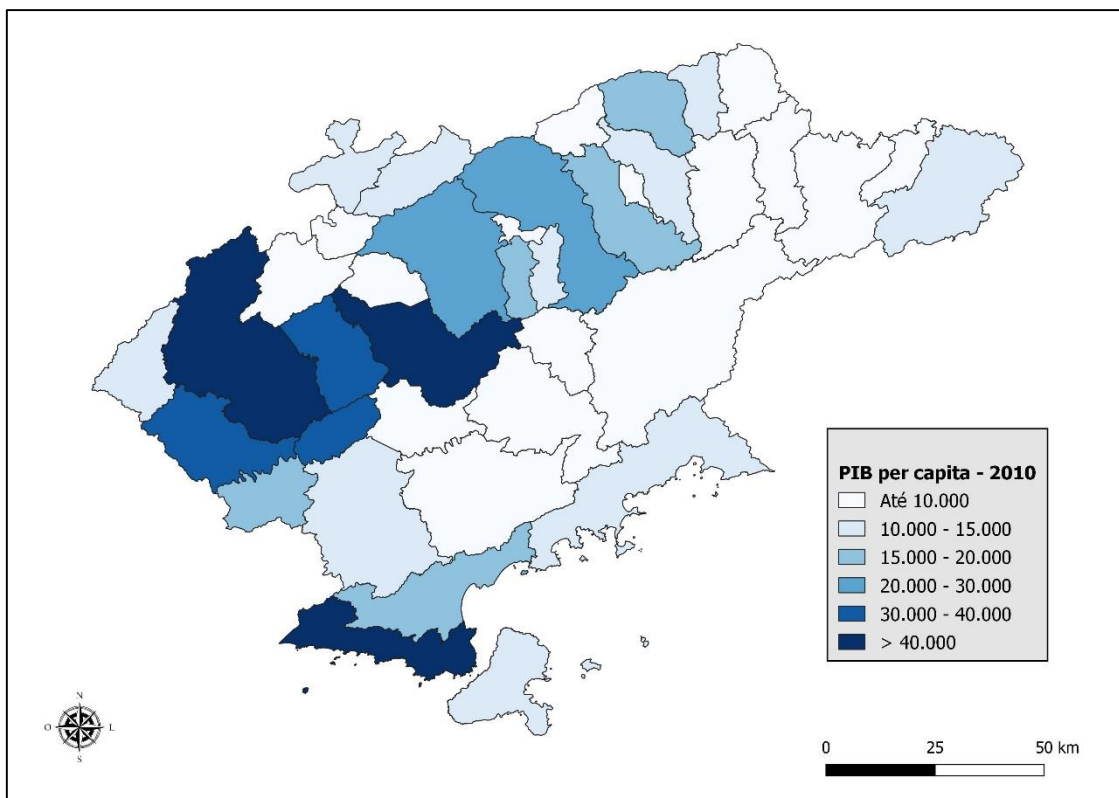 PIB per capita - 2010
Até 10.000
10.000 - 15.000
15.000 - 20.000
20.000 - 30.000
30.000 - 40.000
> 40.000
N
O L
S
0 25 50 km